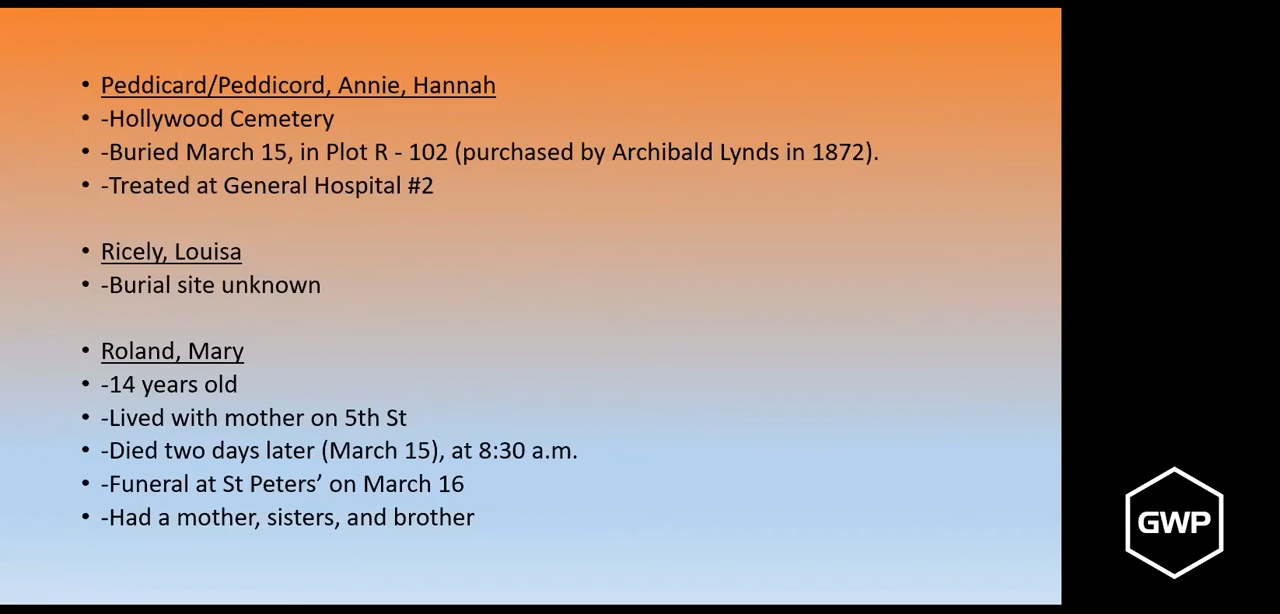 • Peddicard/Peddicord, Annie, Hannah
• -Hollywood Cemetery
• -Buried March 15, in Plot R - 102 (purchased by Archibald Lynds in 1872).
• -Treated at General Hospital #2
• Ricely, Louisa
• -Burial site unknown
• Roland, Mary
• -14 years old
• -Lived with mother on 5th St
• -Died two days later (March 15), at 8:30 a.m.
• -Funeral at St Peters’ on March 16
• -Had a mother, sisters, and brother
GWP